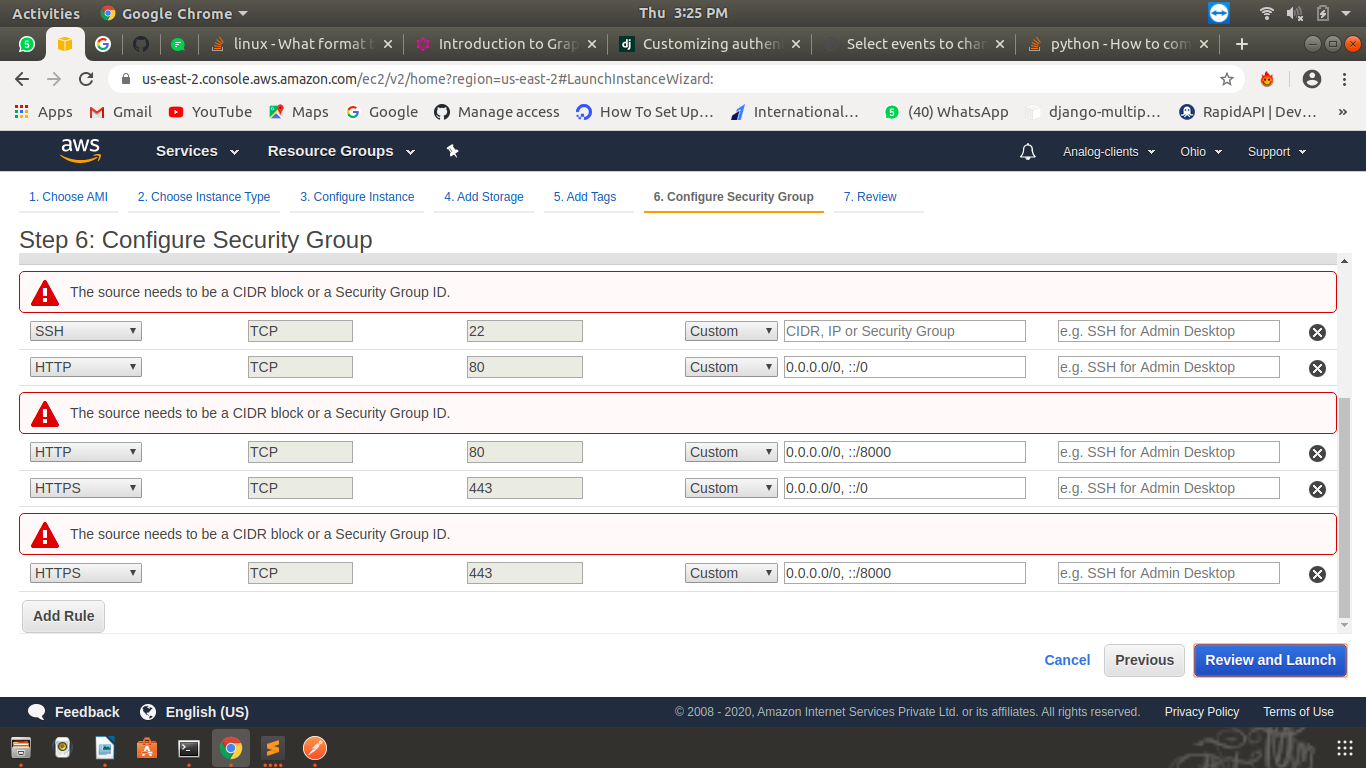 Activities Google Chrome Thu 3:25 PM
5 linux - What format t Introduction to Grap dj Customizing authen Select events to char python - How to com
us-east-2.console.aws.amazon.com/ec2/v2/home?region=us-east-2#LaunchInstanceWizard:
Apps Gmail YouTube Maps Google Manage access How To Set Up… International… 5 (40) WhatsApp django-multip… RapidAPI | Dev… »
aws Services Resource Groups Analog-clients Ohio Support
1. Choose AMI 2. Choose Instance Type 3. Configure Instance 4. Add Storage 5. Add Tags 6. Configure Security Group 7. Review
Step 6: Configure Security Group
The source needs to be a CIDR block or a Security Group ID.
SSH TCP 22 Custom CIDR, IP or Security Group e.g. SSH for Admin Desktop
HTTP TCP 80 Custom 0.0.0.0/0, ::/0 e.g. SSH for Admin Desktop
The source needs to be a CIDR block or a Security Group ID.
HTTP TCP 80 Custom 0.0.0.0/0, ::/8000 e.g. SSH for Admin Desktop
HTTPS TCP 443 Custom 0.0.0.0/0, ::/0 e.g. SSH for Admin Desktop
The source needs to be a CIDR block or a Security Group ID.
HTTPS TCP 443 Custom 0.0.0.0/0, ::/8000 e.g. SSH for Admin Desktop
Add Rule
Cancel Previous Review and Launch
Feedback English (US) © 2008 - 2020, Amazon Internet Services Private Ltd. or its affiliates. All rights reserved. Privacy Policy Terms of Use